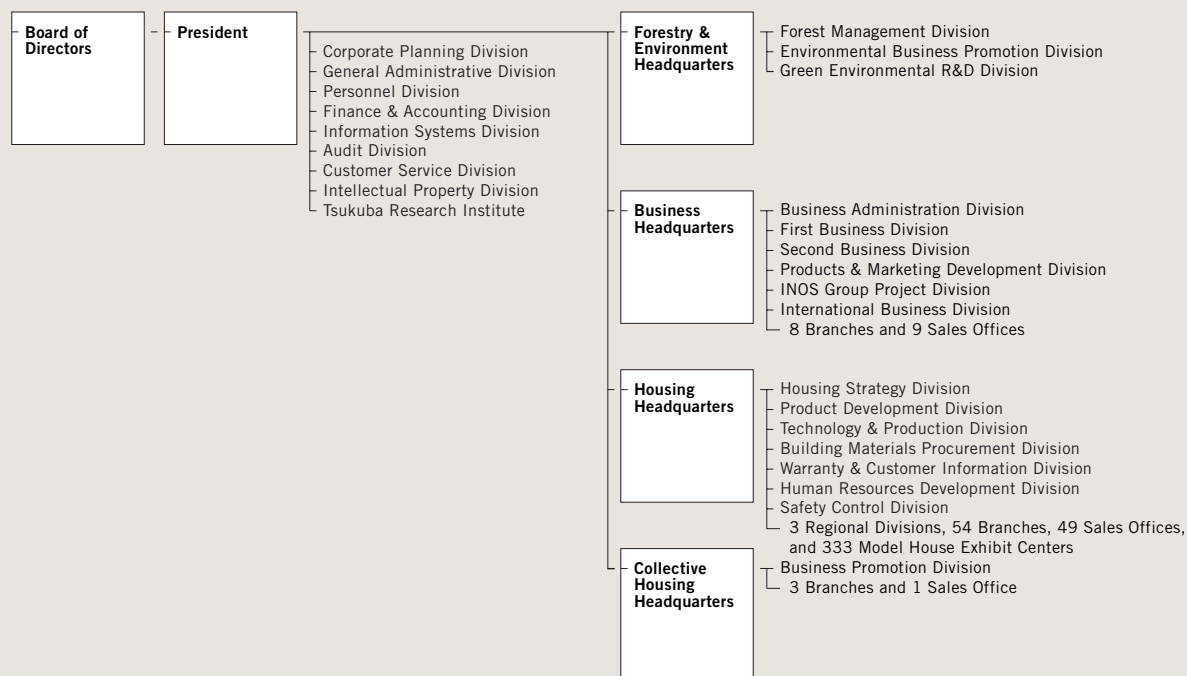 Board of
Directors
President
Corporate Planning Division
General Administrative Division
Personnel Division
Finance & Accounting Division
Information Systems Division
Audit Division
Customer Service Division
Intellectual Property Division
Tsukuba Research Institute
Forestry &
Environment
Headquarters
Forest Management Division
Environmental Business Promotion Division
Green Environmental R&D Division
Business
Headquarters
Business Administration Division
First Business Division
Second Business Division
Products & Marketing Development Division
INOS Group Project Division
International Business Division
8 Branches and 9 Sales Offices
Housing
Headquarters
Housing Strategy Division
Product Development Division
Technology & Production Division
Building Materials Procurement Division
Warranty & Customer Information Division
Human Resources Development Division
Safety Control Division
3 Regional Divisions, 54 Branches, 49 Sales Offices,
and 333 Model House Exhibit Centers
Collective
Housing
Headquarters
Business Promotion Division
3 Branches and 1 Sales Office